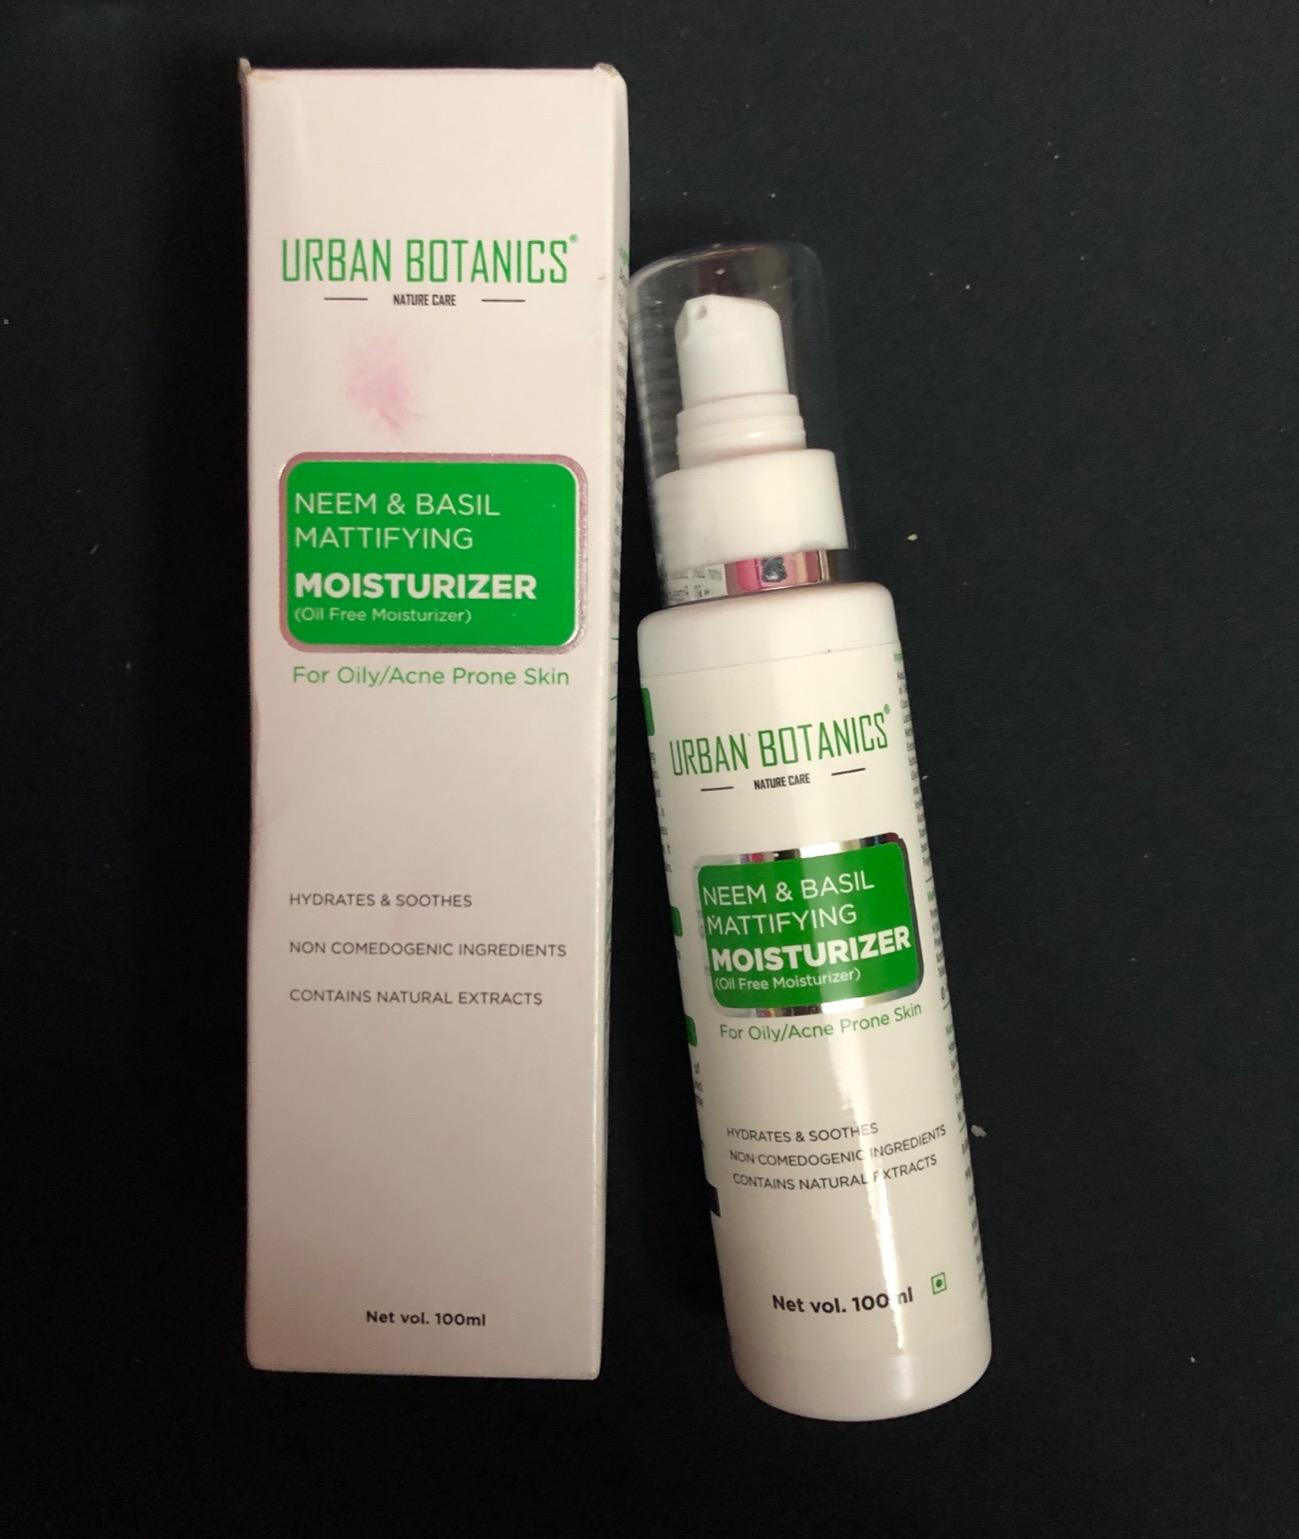 URBAN BOTANICS®
NATURE CARE
NEEM & BASIL
MATTIFYING
MOISTURIZER
(Oil Free Moisturizer)
For Oily/Acne Prone Skin
HYDRATES & SOOTHES
NON COMEDOGENIC INGREDIENTS
CONTAINS NATURAL EXTRACTS
Net vol. 100ml
URBAN BOTANICS®
NATURE CARE
NEEM & BASIL
MATTIFYING
MOISTURIZER
(Oil Free Moisturizer)
For Oily/Acne Prone Skin
HYDRATES & SOOTHES
NON COMEDOGENIC INGREDIENTS
CONTAINS NATURAL EXTRACTS
Net vol. 100ml